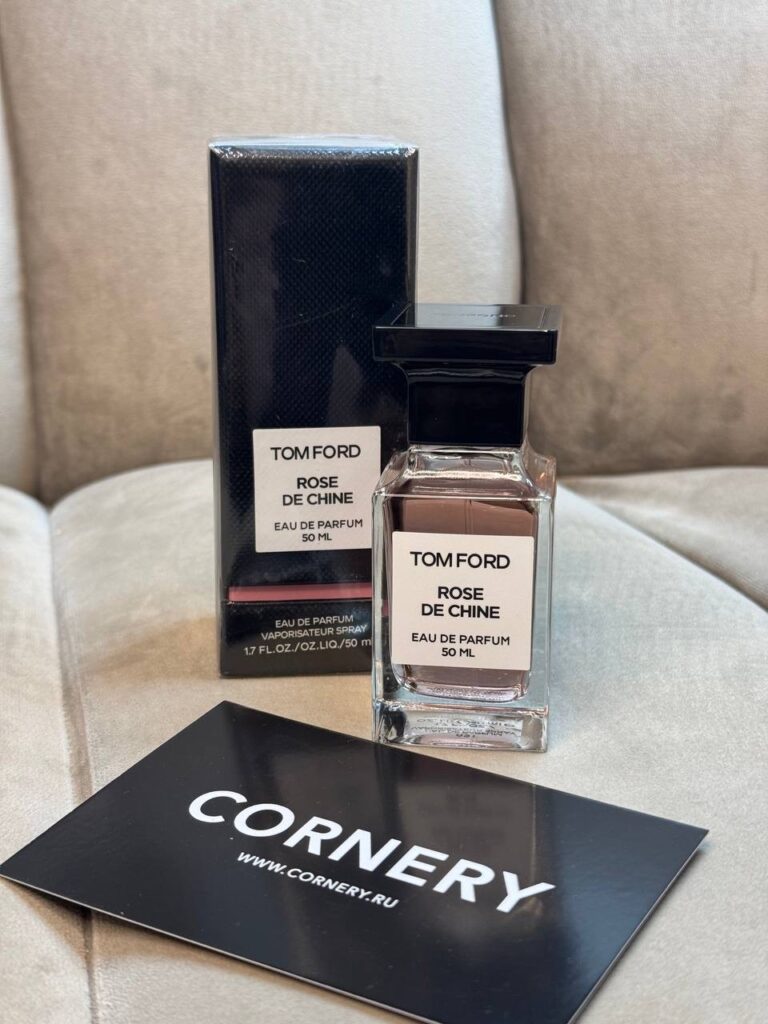 TOM FORD
ROSE
DE CHINE
EAU DE PARFUM
50 ML
EAU DE PARFUM
VAPORISATEUR SPRAY
1.7 FL.OZ./OZ.LIQ./50 m
TOM FORD
ROSE
DE CHINE
EAU DE PARFUM
50 ML
CORNERY
WWW.CORNERY.RU